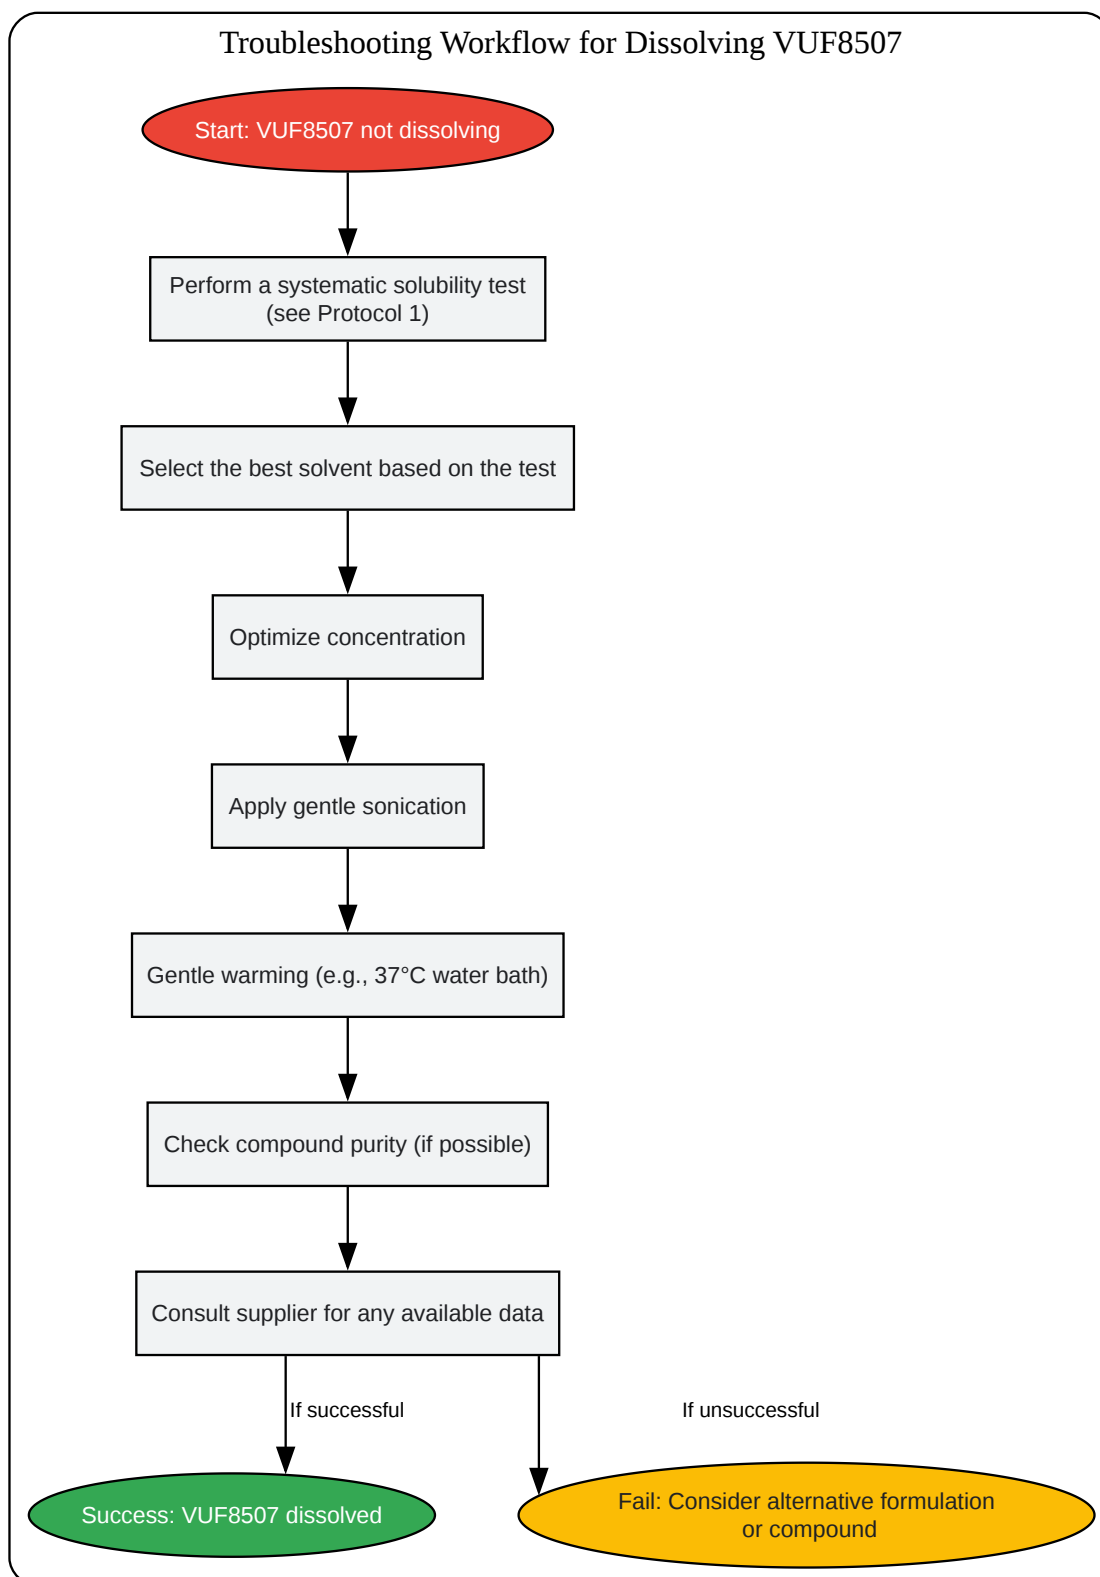 Troubleshooting Workflow for Dissolving VUF8507
Start: VUF8507 not dissolving
Perform a systematic solubility test
(see Protocol 1)
Select the best solvent based on the test
Optimize concentration
Apply gentle sonication
Gentle warming (e.g., 37°C water bath)
Check compound purity (if possible)
Consult supplier for any available data
If successful
If unsuccessful
Success: VUF8507 dissolved
Fail: Consider alternative formulation
or compound